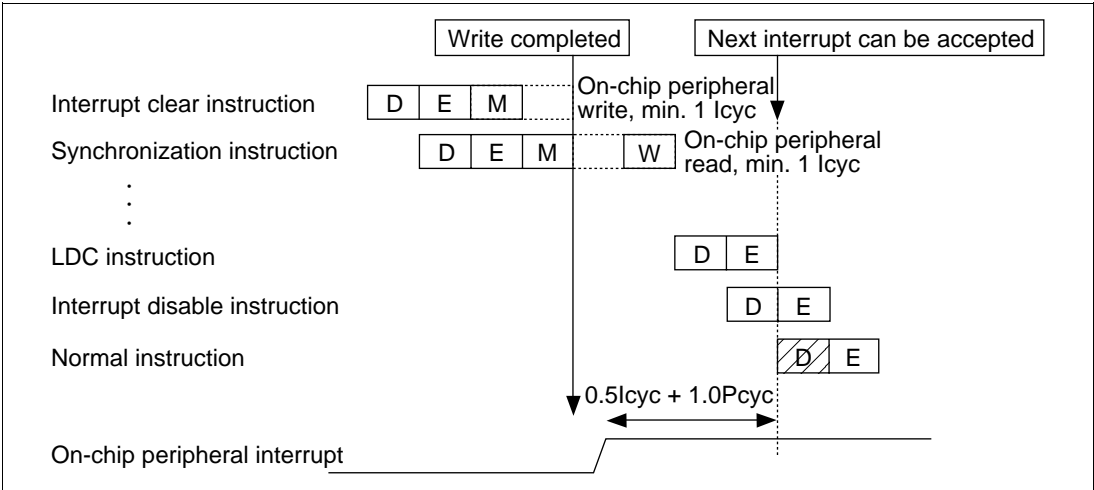 Write completed
Next interrupt can be accepted
Interrupt clear instruction
D E M
On-chip peripheral
write, min. 1 Icyc
Synchronization instruction
D E M W
On-chip peripheral
read, min. 1 Icyc
LDC instruction
D E
Interrupt disable instruction
D E
Normal instruction
D E
0.5Icyc + 1.0Pcyc
On-chip peripheral interrupt